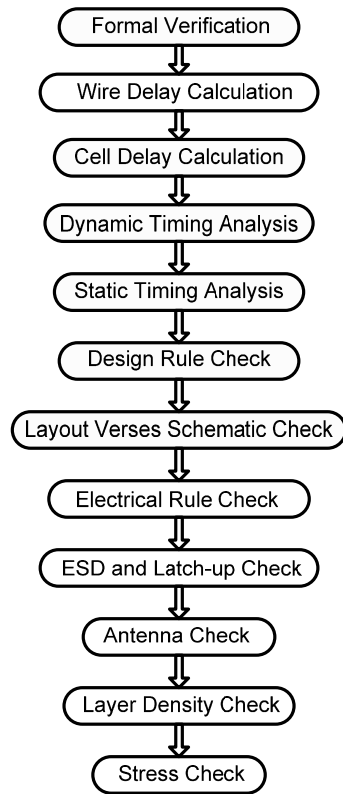 Formal Verification
Wire Delay Calculation
Cell Delay Calculation
Dynamic Timing Analysis
Static Timing Analysis
Design Rule Check
Layout Verses Schematic Check
Electrical Rule Check
ESD and Latch-up Check
Antenna Check
Layer Density Check
Stress Check